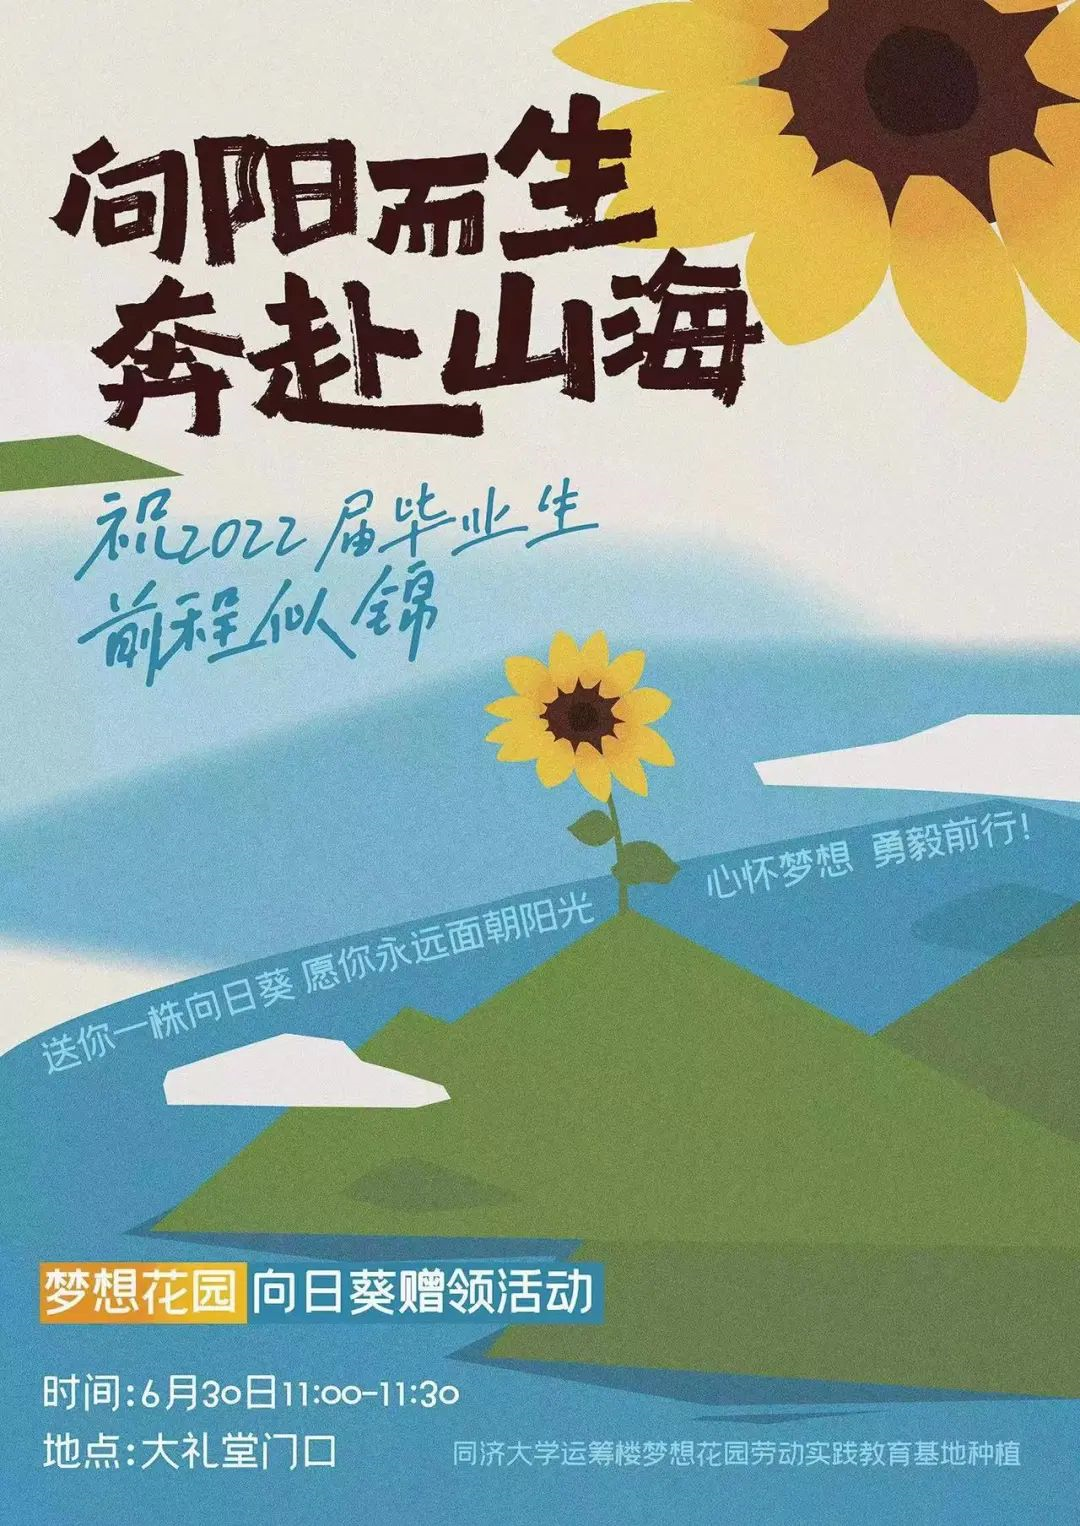 向阳而生
奔赴山海
祝2022届毕业生
前程似锦
送你一株向日葵 愿你永远面朝阳光 心怀梦想 勇毅前行!
梦想花园 向日葵赠领活动
时间:6月30日11:00-11:30
地点:大礼堂门口
同济大学运筹楼梦想花园劳动实践教育基地种植